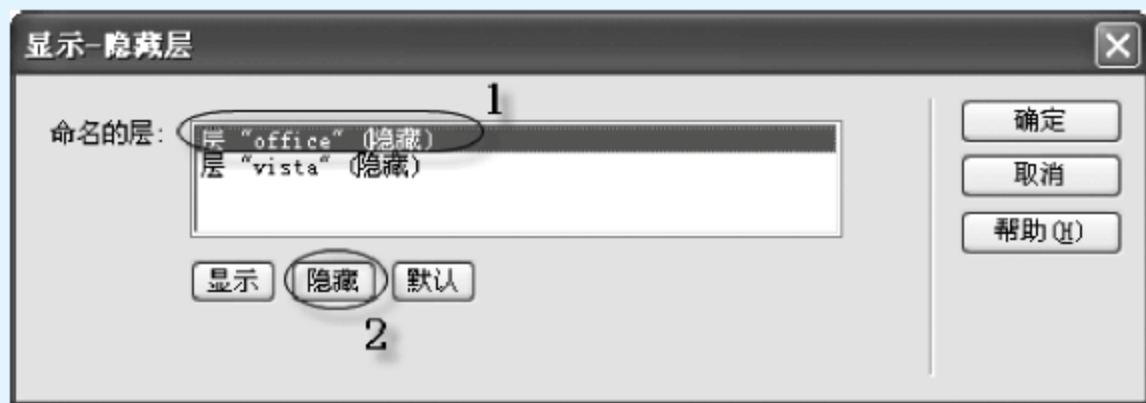 显示-隐藏层
1
命名的层:
层 "office" (隐藏)
层 "vista" (隐藏)
确定
取消
帮助(H)
显示 隐藏 默认
2